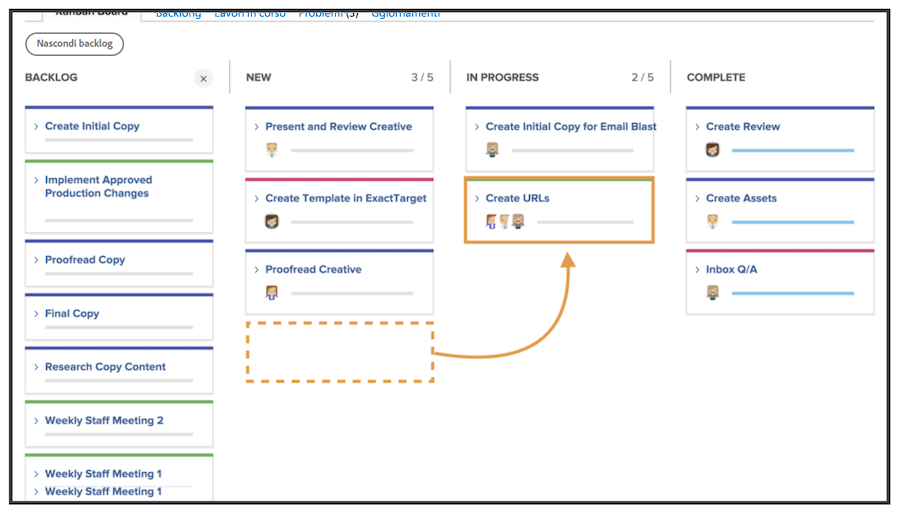 Kanban Board Backlong Lavori in corso Problemi (3) Ggiornamenti
Nascondi backlog
BACKLOG
Create Initial Copy
Implement Approved
Production Changes
Proofread Copy
Final Copy
Research Copy Content
Weekly Staff Meeting 2
Weekly Staff Meeting 1
Weekly Staff Meeting 1
NEW 3 / 5
Present and Review Creative
Create Template in ExactTarget
Proofread Creative
IN PROGRESS 2 / 5
Create Initial Copy for Email Blast
Create URLs
COMPLETE
Create Review
Create Assets
Inbox Q/A